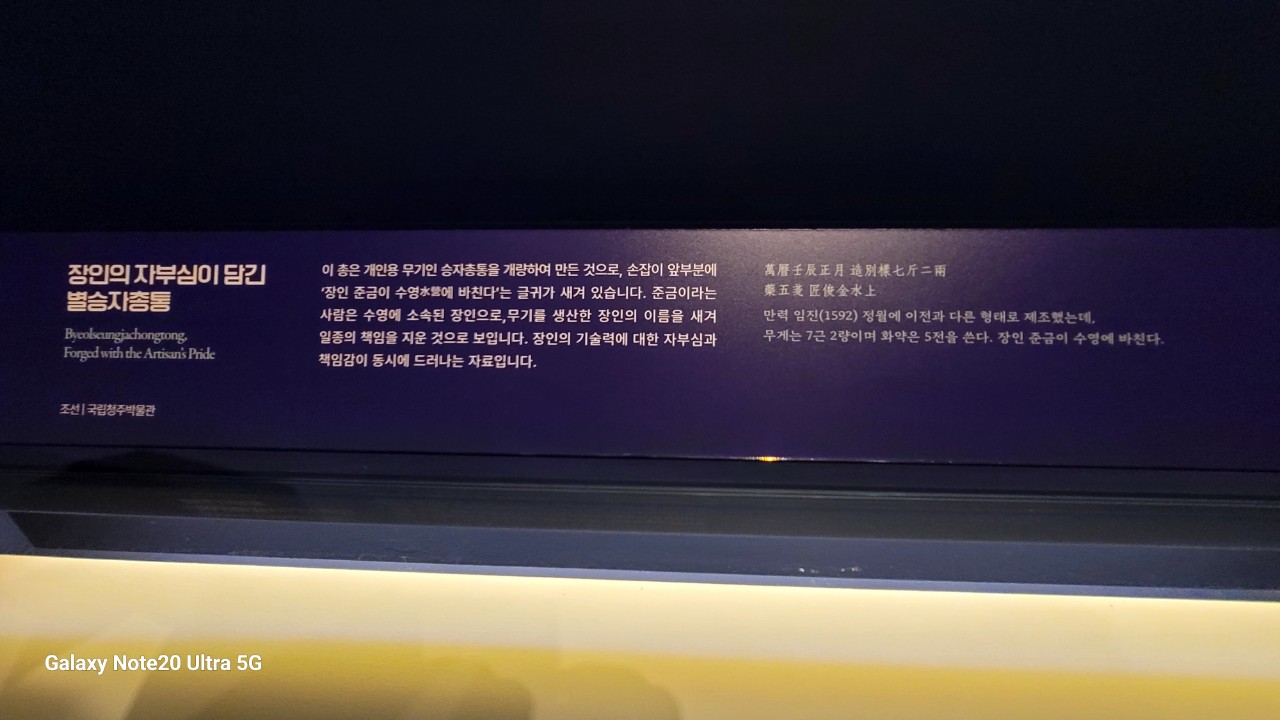 장인의 자부심이 담긴
별승자총통
Byeolseungjachongtong,
Forged with the Artisan's Pride
조선 | 국립청주박물관
이 총은 개인용 무기인 승자총통을 개량하여 만든 것으로, 손잡이 앞부분에
‘장인 준금이 수영水營에 바친다’는 글귀가 새겨 있습니다. 준금이라는
사람은 수영에 소속된 장인으로,무기를 생산한 장인의 이름을 새겨
일종의 책임을 지운 것으로 보입니다. 장인의 기술력에 대한 자부심과
책임감이 동시에 드러나는 자료입니다.
萬曆壬辰正月 造別樣七斤二兩
藥五戔 匠俊金水上
만력 임진(1592) 정월에 이전과 다른 형태로 제조했는데,
무게는 7근 2량이며 화약은 5전을 쓴다. 장인 준금이 수영에 바친다.
Galaxy Note20 Ultra 5G